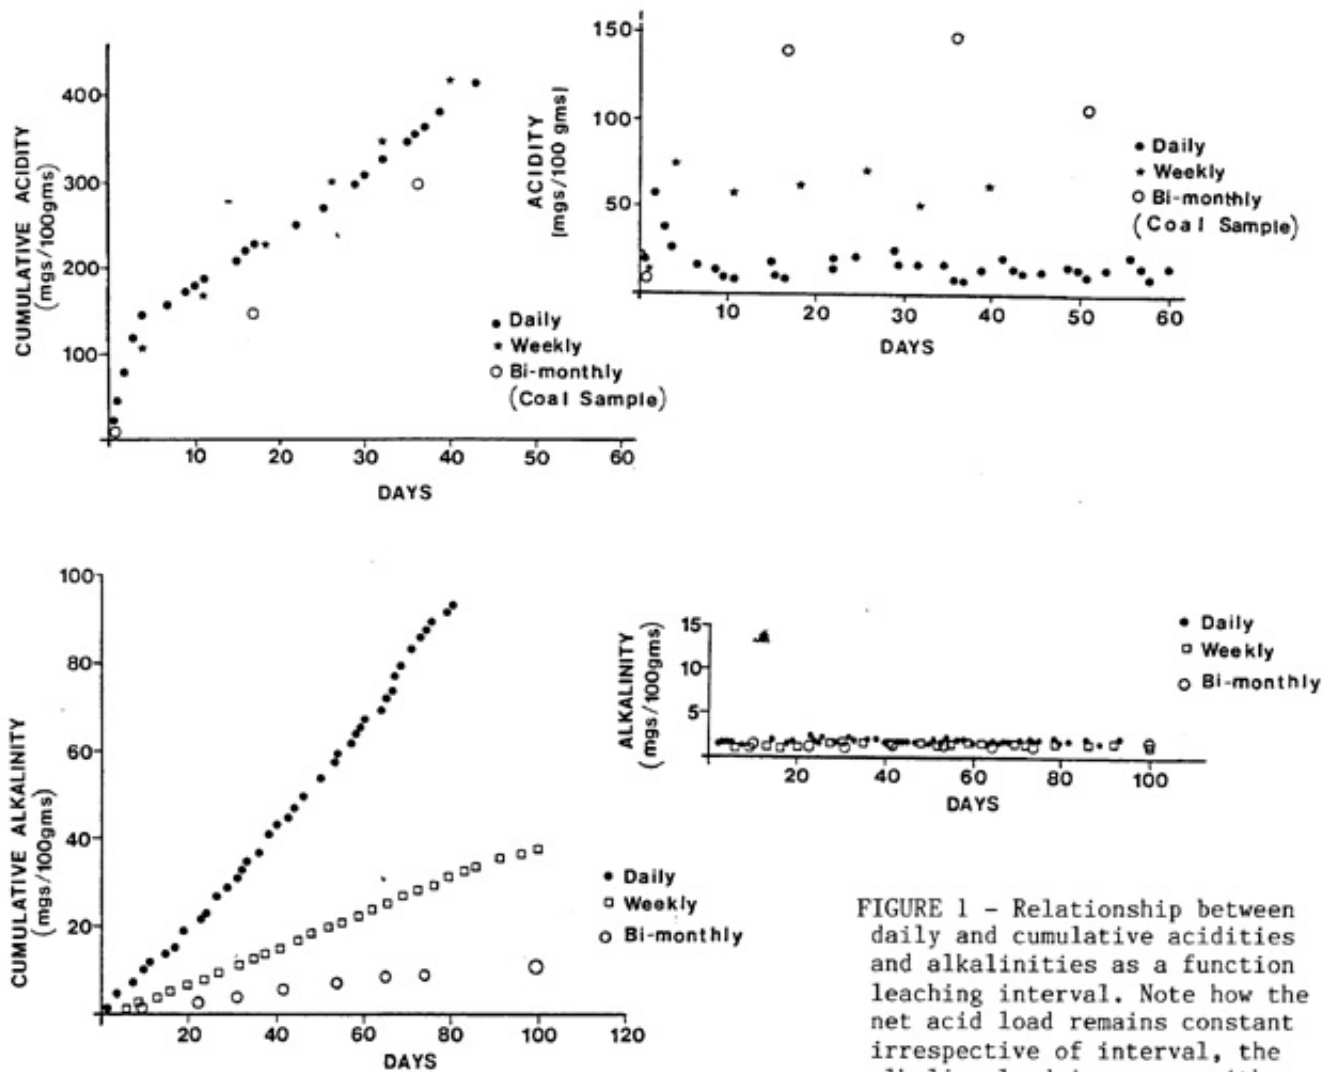 CUMULATIVE ACIDITY
(mgs/100gms)
400
300
200
100
10 20 30 40 50 60
DAYS
Daily
Weekly
Bi-monthly
(Coal Sample)
ACIDITY
[mgs/100 gms]
150
100
50
10 20 30 40 50 60
DAYS
Daily
Weekly
Bi-monthly
(Coal Sample)
CUMULATIVE ALKALINITY
(mgs/100gms)
100
80
60
40
20
20 40 60 80 100 120
DAYS
Daily
Weekly
Bi-monthly
ALKALINITY
(mgs/100gms)
15
10
5
20 40 60 80 100
DAYS
Daily
Weekly
Bi-monthly
FIGURE 1 - Relationship between
daily and cumulative acidities
and alkalinities as a function
leaching interval. Note how the
net acid load remains constant
irrespective of interval, the